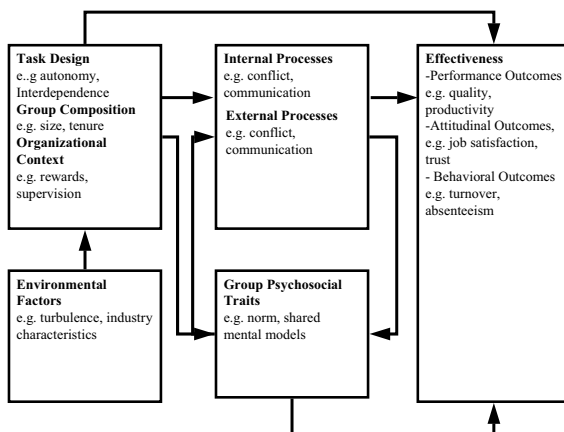 Task Design
e..g autonomy,
Interdependence
Group Composition
e.g. size, tenure
Organizational
Context
e.g. rewards,
supervision
Internal Processes
e.g. conflict,
communication
External Processes
e.g. conflict,
communication
Effectiveness
-Performance Outcomes
e.g. quality,
productivity
-Attitudinal Outcomes,
e.g. job satisfaction,
trust
- Behavioral Outcomes
e.g. turnover,
absenteeism
Environmental
Factors
e.g. turbulence, industry
characteristics
Group Psychosocial
Traits
e.g. norm, shared
mental models